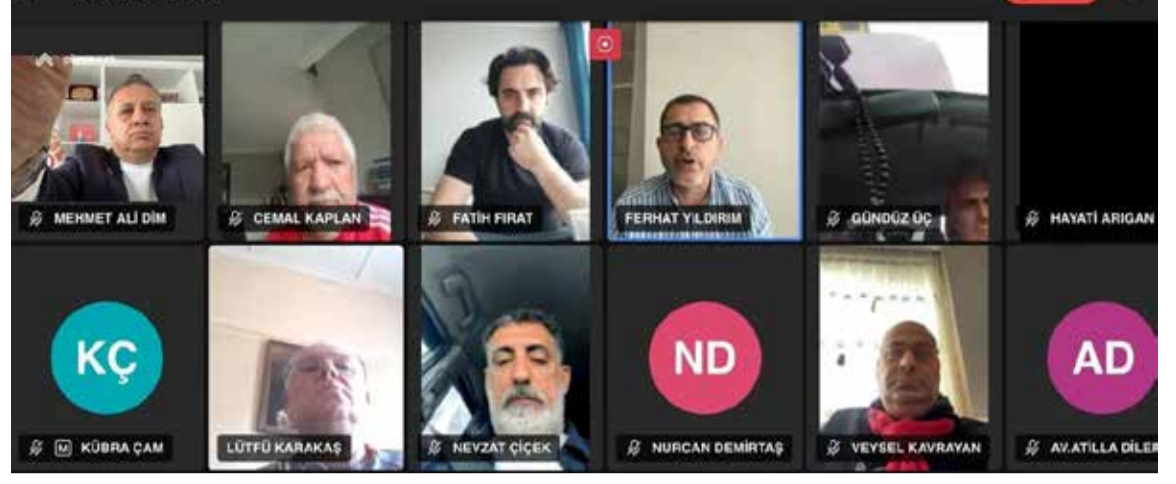 MEHMET ALİ DİM
CEMAL KAPLAN
FATİH FIRAT
FERHAT YILDIRIM
GÜNDÜZ ÜÇ
HAYATİ ARIGAN
KÇ
ND
AD
M KÜBRA ÇAM
LÜTFÜ KARAKAŞ
NEVZAT ÇİÇEK
NURCAN DEMİRTAŞ
VEYSEL KAVRAYAN
AV.ATİLLA DİLER